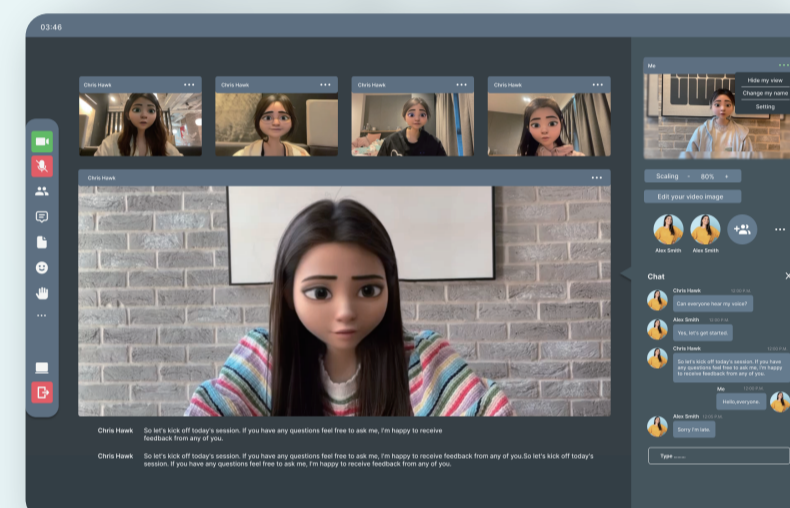 03:46
Chris Hawk
Chris Hawk
Chris Hawk
Chris Hawk
Chris Hawk
Chris Hawk So let's kick off today's session. If you have any questions feel free to ask me, I'm happy to receive
feedback from any of you.
Chris Hawk So let's kick off today's session. If you have any questions feel free to ask me, I'm happy to receive feedback from any of you.So let's kick off today's
session. If you have any questions feel free to ask me, I'm happy to receive feedback from any of you.
Me
Hide my view
Change my name
Setting
Scaling - 80% +
Edit your video image
Alex Smith Alex Smith
Chat
Chris Hawk
Can everyone hear my voice?
Alex Smith
Yes, let's get started.
Chris Hawk
So let's kick off today's session. If you have
any questions feel free to ask me, I'm happy
to receive feedback from any of you.
Me
Hello,everyone.
Alex Smith
Sorry I'm late.
Type ......